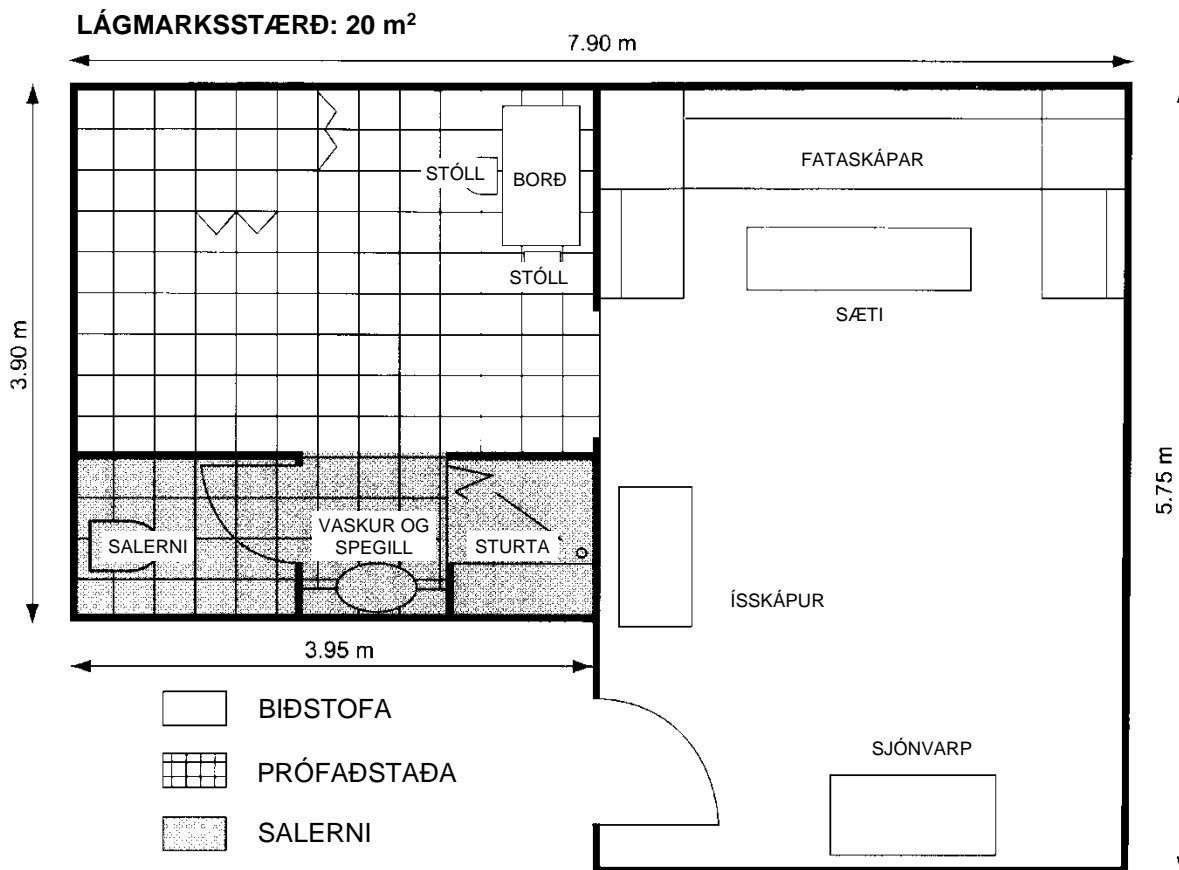 LÁGMARKSSTÆRÐ: 20 m²
7.90 m
FATASKÁPAR
STÓLL
BORÐ
STÓLL
SÆTI
3.90 m
5.75 m
VASKUR OG
SPEGILL
SALERNI
STURTA
ÍSSKÁPUR
3.95 m
BIÐSTOFA
PRÓFAÐSTAÐA
SALERNI
SJÓNVARP